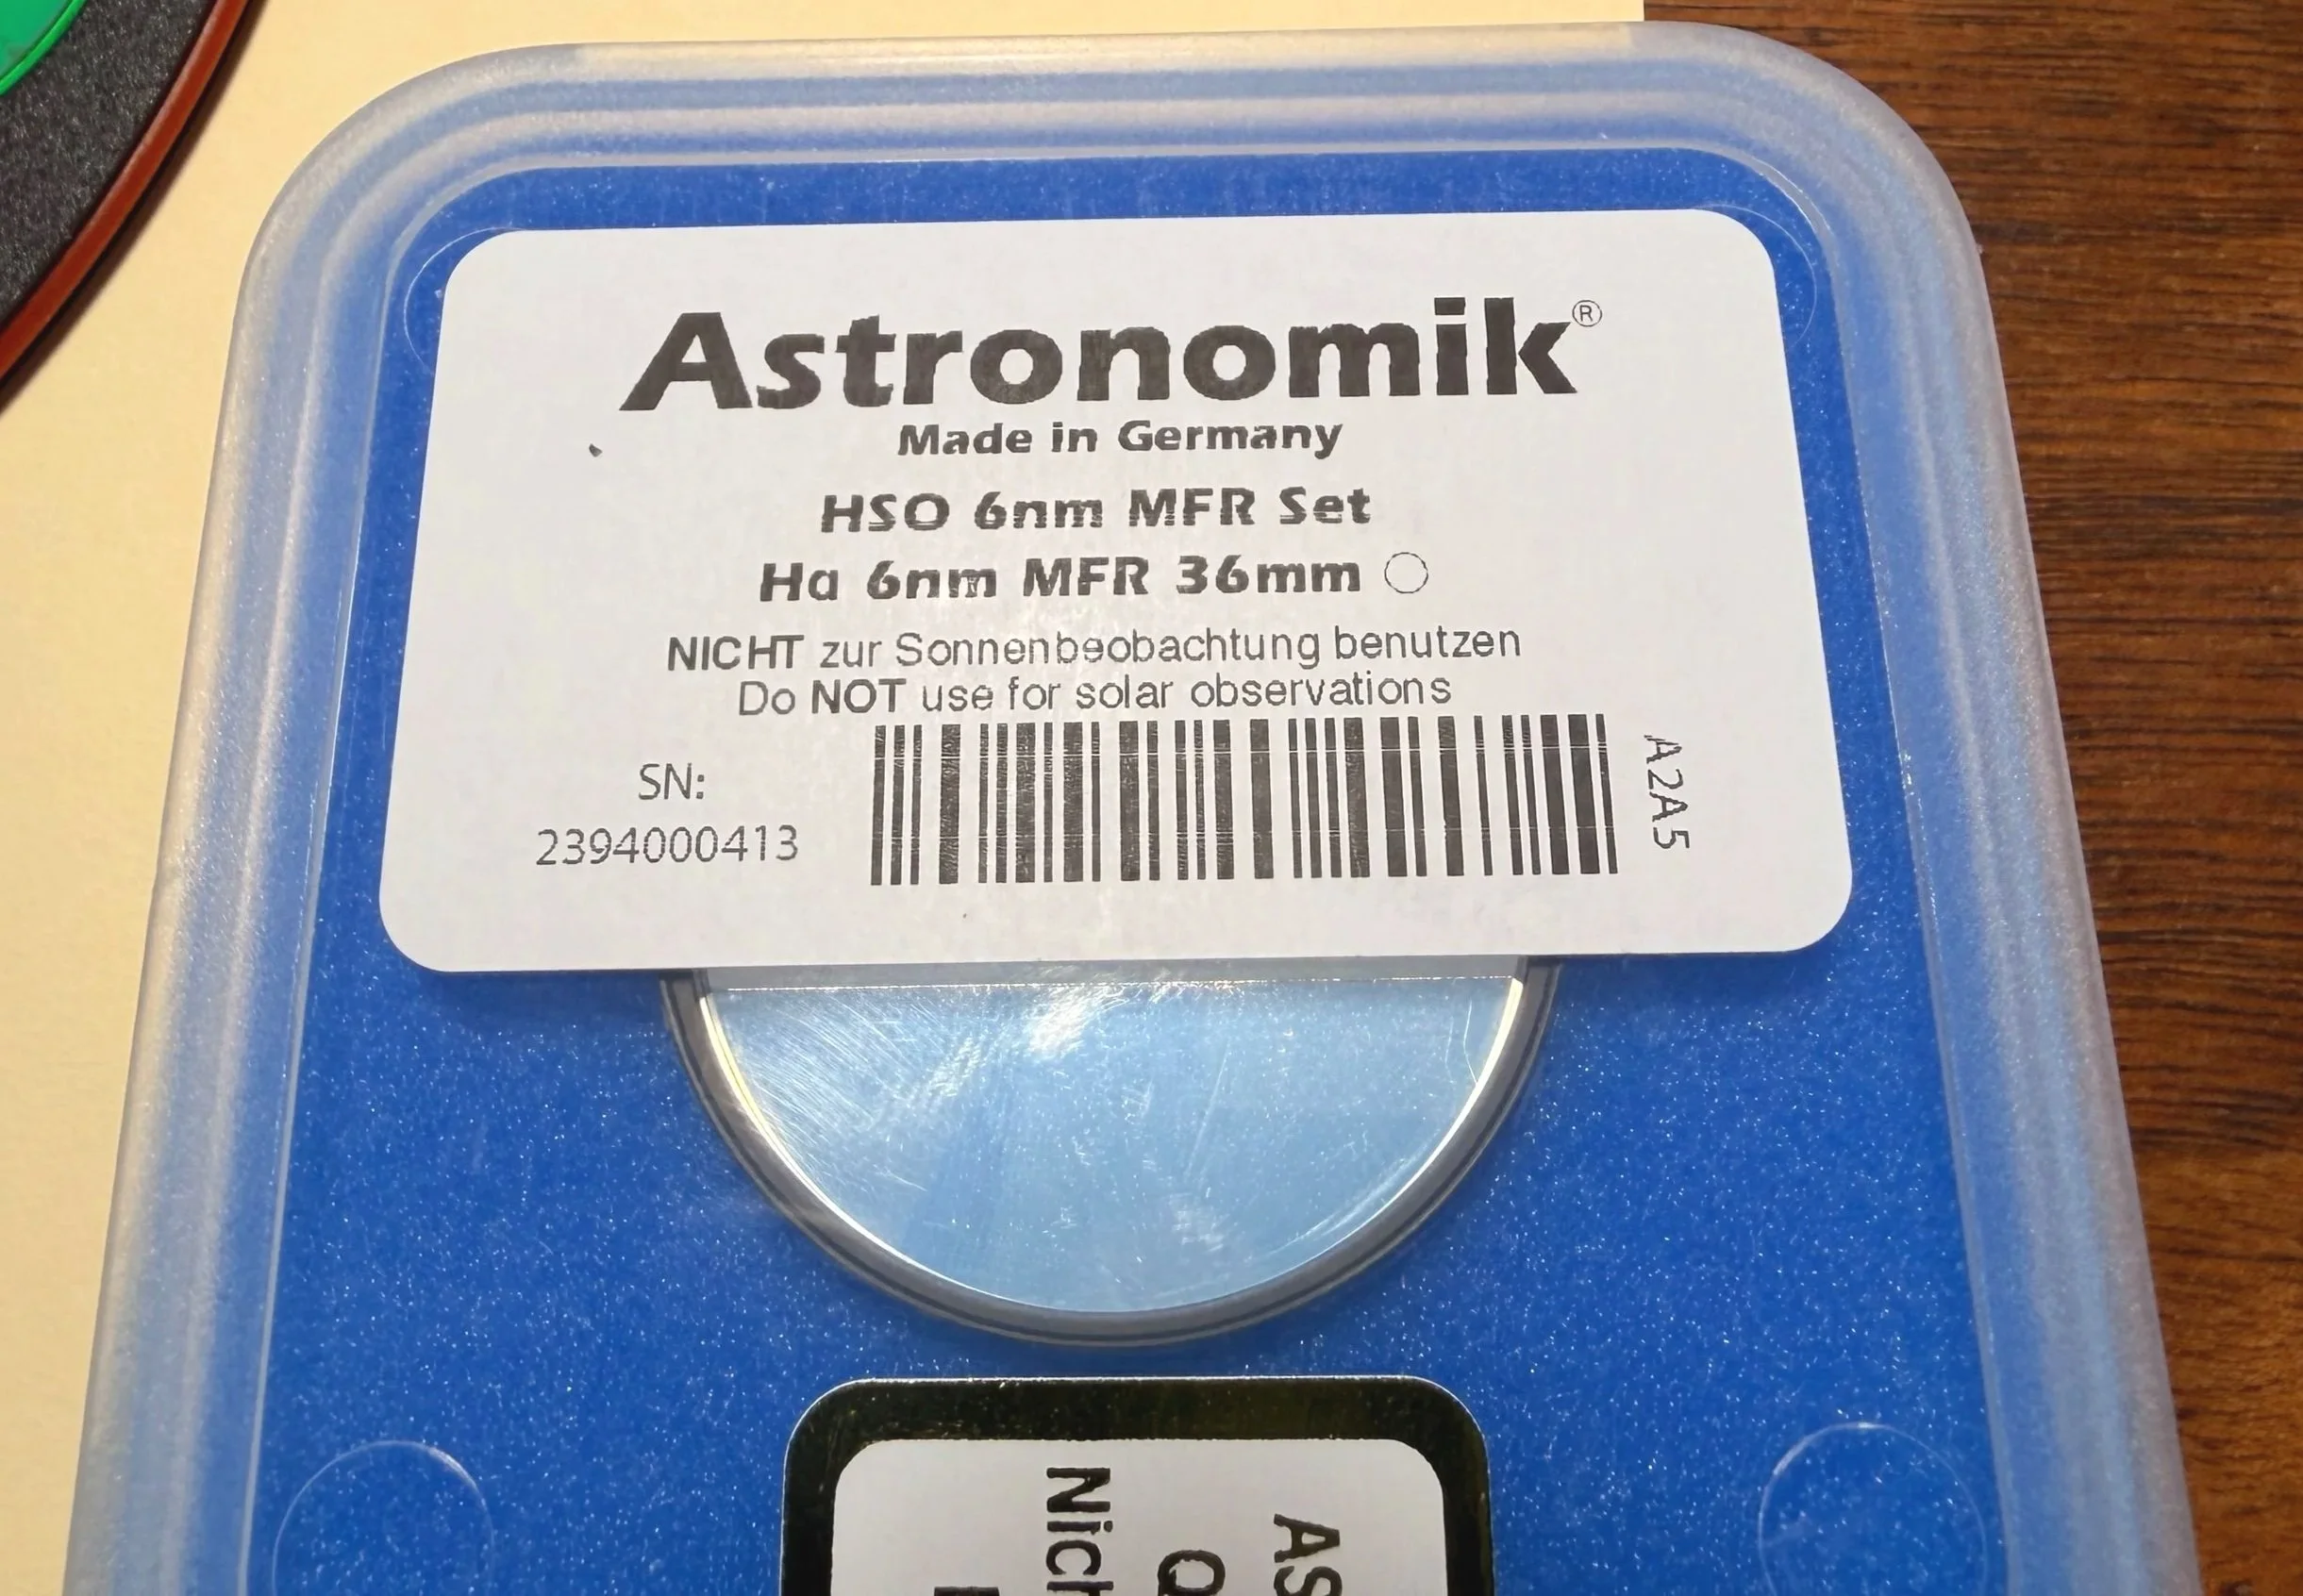 Astronomik®
Made in Germany
HSO 6nm MFR Set
Ha 6nm MFR 36mm
NICHT zur Sonnenbeobachtung benutzen
Do NOT use for solar observations
SN:
2394000413
A2A5